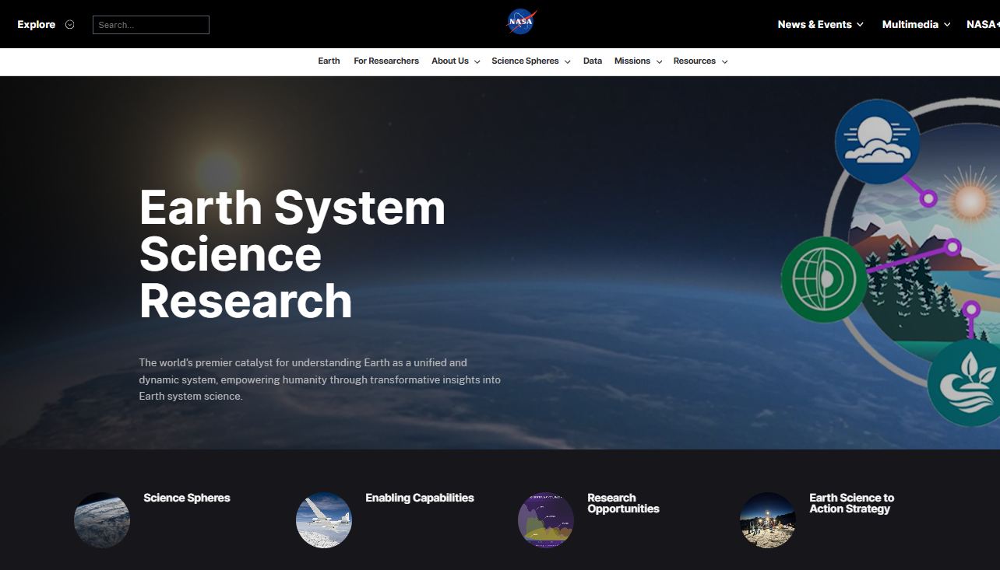 Explore
Search...
NASA
News & Events
Multimedia
NASA+
Earth
For Researchers
About Us
Science Spheres
Data
Missions
Resources
Earth System
Science
Research
The world's premier catalyst for understanding Earth as a unified and
dynamic system, empowering humanity through transformative insights into
Earth system science.
Science Spheres
Enabling Capabilities
Research
Opportunities
Earth Science to
Action Strategy